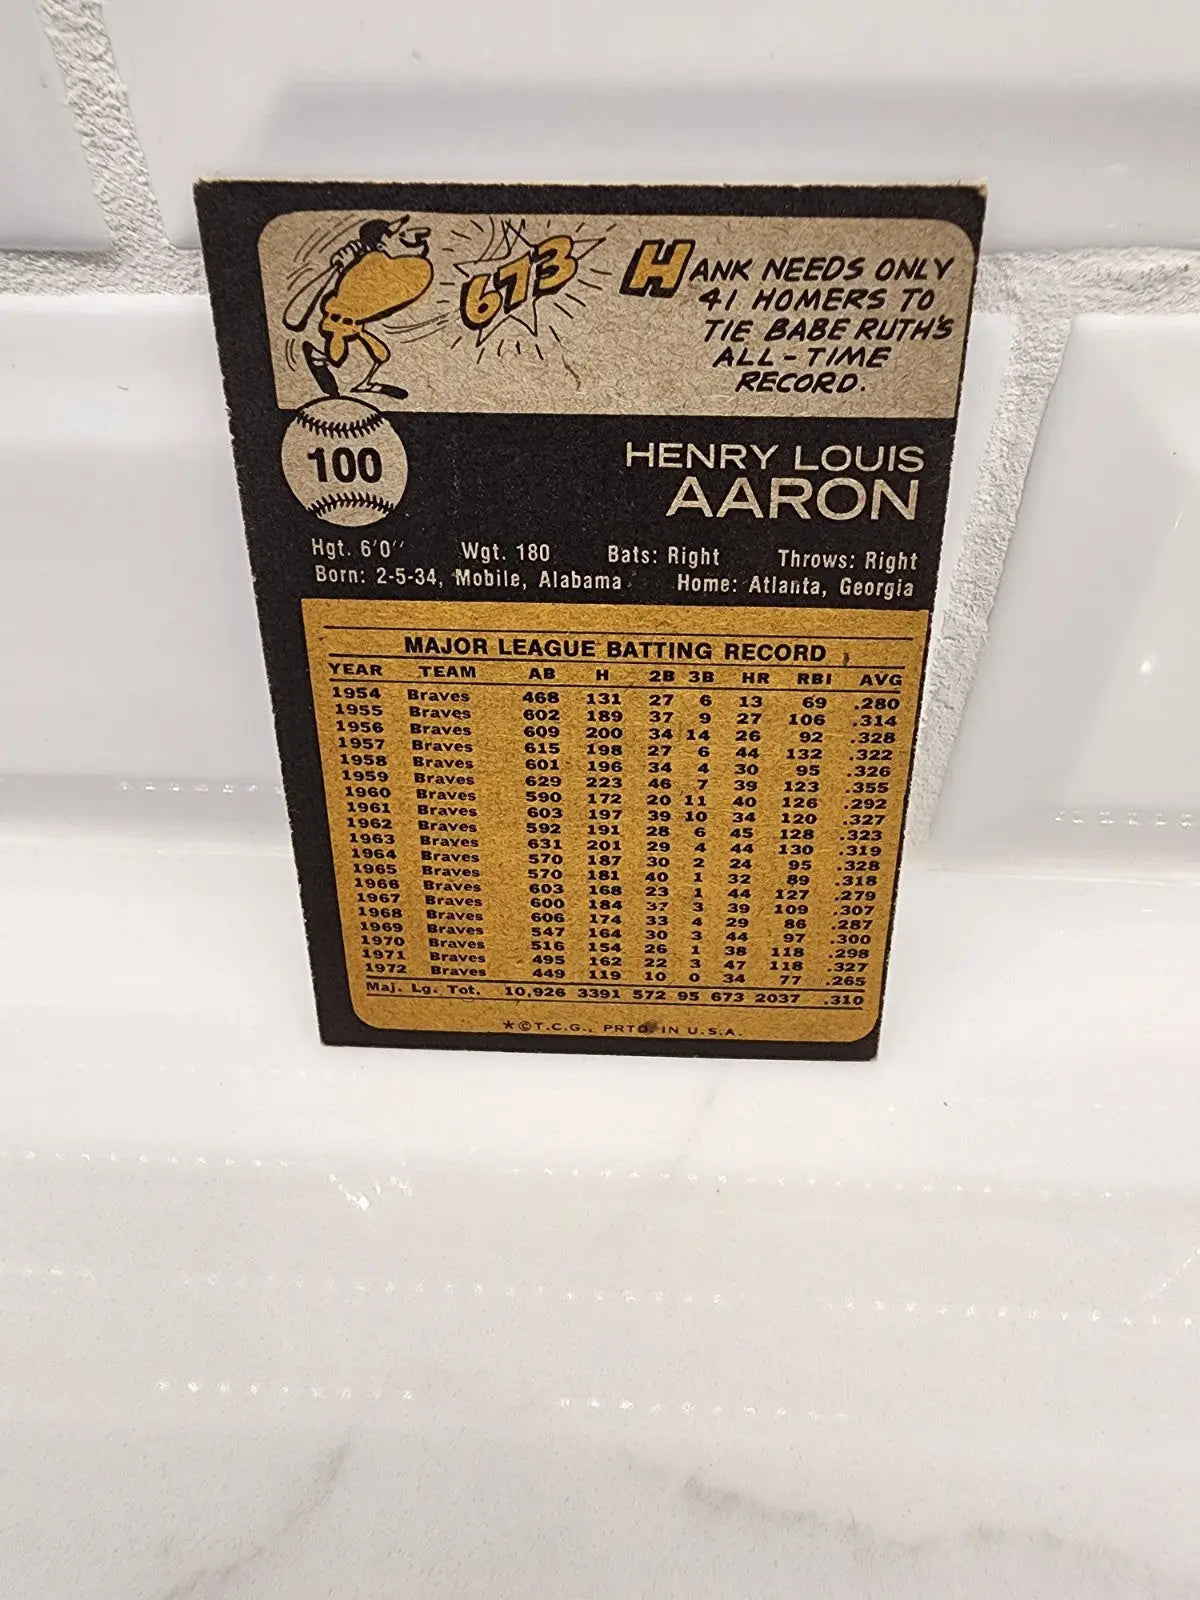 673
HANK NEEDS ONLY
41 HOMERS TO
TIE BABE RUTH'S
ALL-TIME
RECORD.
100
HENRY LOUIS
AARON
Hgt. 6'0" Wgt. 180 Bats: Right Throws: Right
Born: 2-5-34, Mobile, Alabama Home: Atlanta, Georgia
MAJOR LEAGUE BATTING RECORD
YEAR TEAM AB H 2B 3B HR RBI AVG
1954 Braves 468 131 27 6 13 69 .280
1955 Braves 602 189 37 9 27 106 .314
1956 Braves 609 200 34 14 26 92 .328
1957 Braves 615 198 27 6 44 132 .322
1958 Braves 601 196 34 4 30 95 .326
1959 Braves 629 223 46 7 39 123 .355
1960 Braves 590 172 20 11 40 126 .292
1961 Braves 603 197 39 10 34 120 .327
1962 Braves 592 191 28 6 45 128 .323
1963 Braves 631 201 29 4 44 130 .319
1964 Braves 570 187 30 2 24 95 .328
1965 Braves 570 181 40 1 32 89 .318
1966 Braves 603 168 23 1 44 127 .279
1967 Braves 600 184 37 3 39 109 .307
1968 Braves 606 174 33 4 29 86 .287
1969 Braves 547 164 30 3 44 97 .300
1970 Braves 516 154 26 1 38 118 .298
1971 Braves 495 162 22 3 47 118 .327
1972 Braves 449 119 10 0 34 77 .265
Maj. Lg. Tot. 10,926 3391 572 95 673 2037 .310
*©T.C.G., PRTD. IN U.S.A.